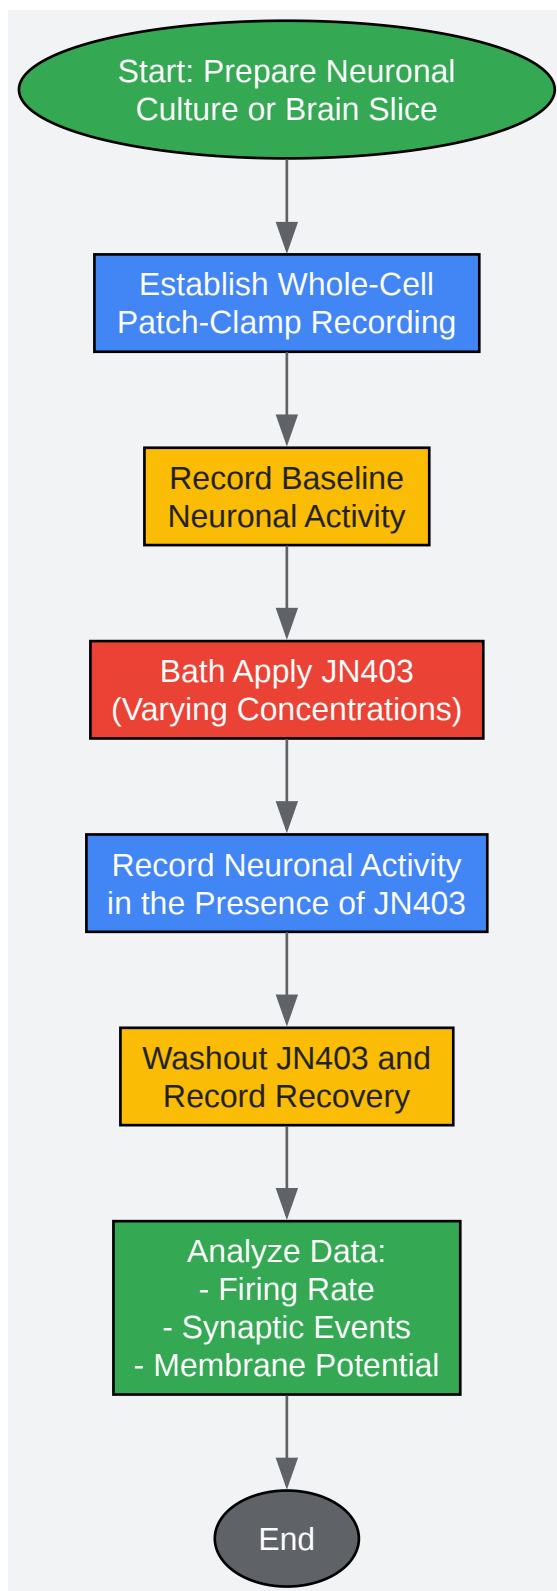 Start: Prepare Neuronal
Culture or Brain Slice
Establish Whole-Cell
Patch-Clamp Recording
Record Baseline
Neuronal Activity
Bath Apply JN403
(Varying Concentrations)
Record Neuronal Activity
in the Presence of JN403
Washout JN403 and
Record Recovery
Analyze Data:
- Firing Rate
- Synaptic Events
- Membrane Potential
End